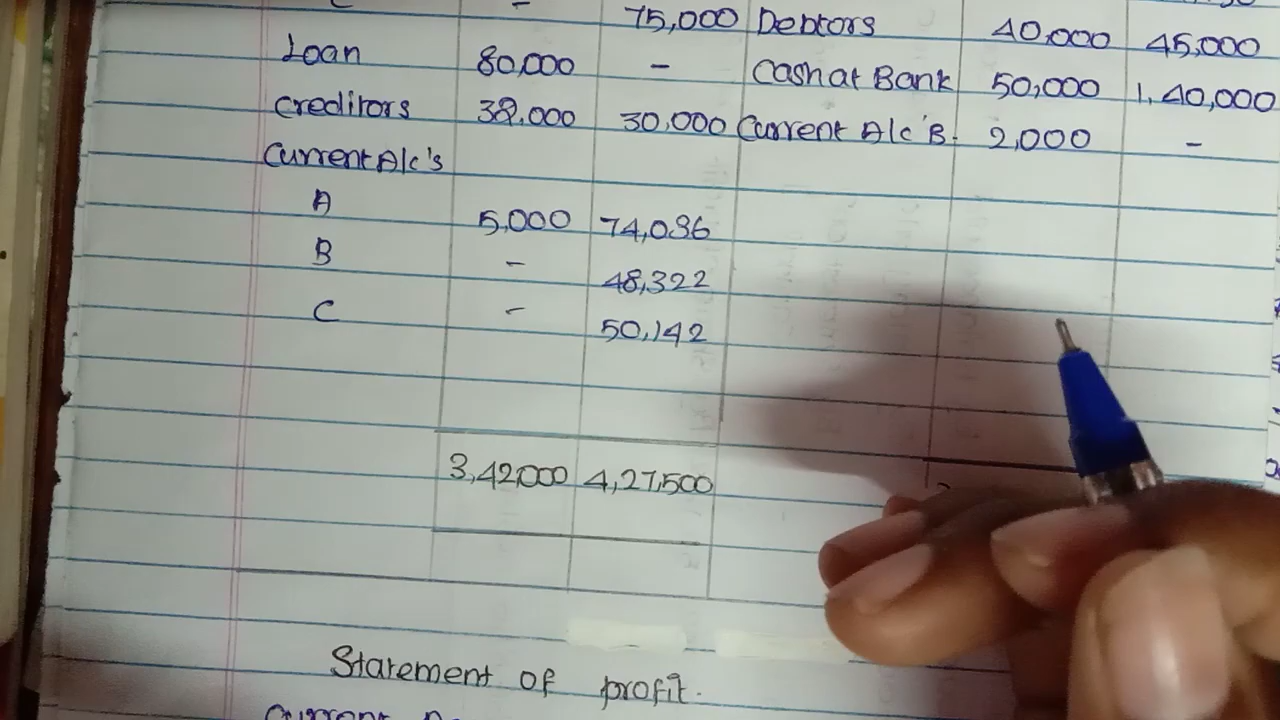 75,000 Debtors 40,000 45,000
Loan 80,000 - Cash at Bank 50,000 1,40,000
Creditors 38,000 30,000 Current A/c B. 2,000 -
Current A/c's
A 5,000 74,036
B - 48,322
C - 50,142
3,42,000 4,27,500
Statement of profit.